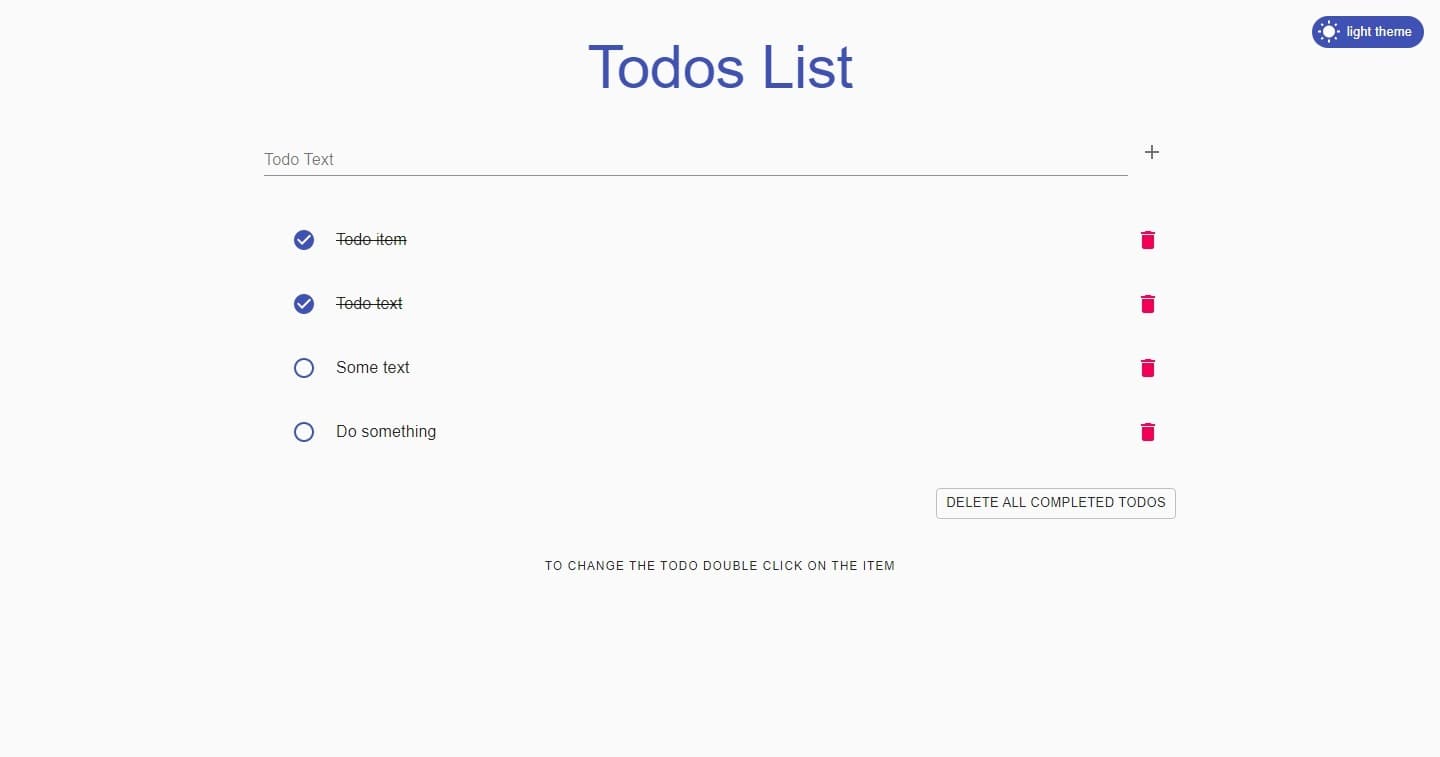 light theme
Todos List
Todo Text
Todo item
Todo text
Some text
Do something
DELETE ALL COMPLETED TODOS
TO CHANGE THE TODO DOUBLE CLICK ON THE ITEM